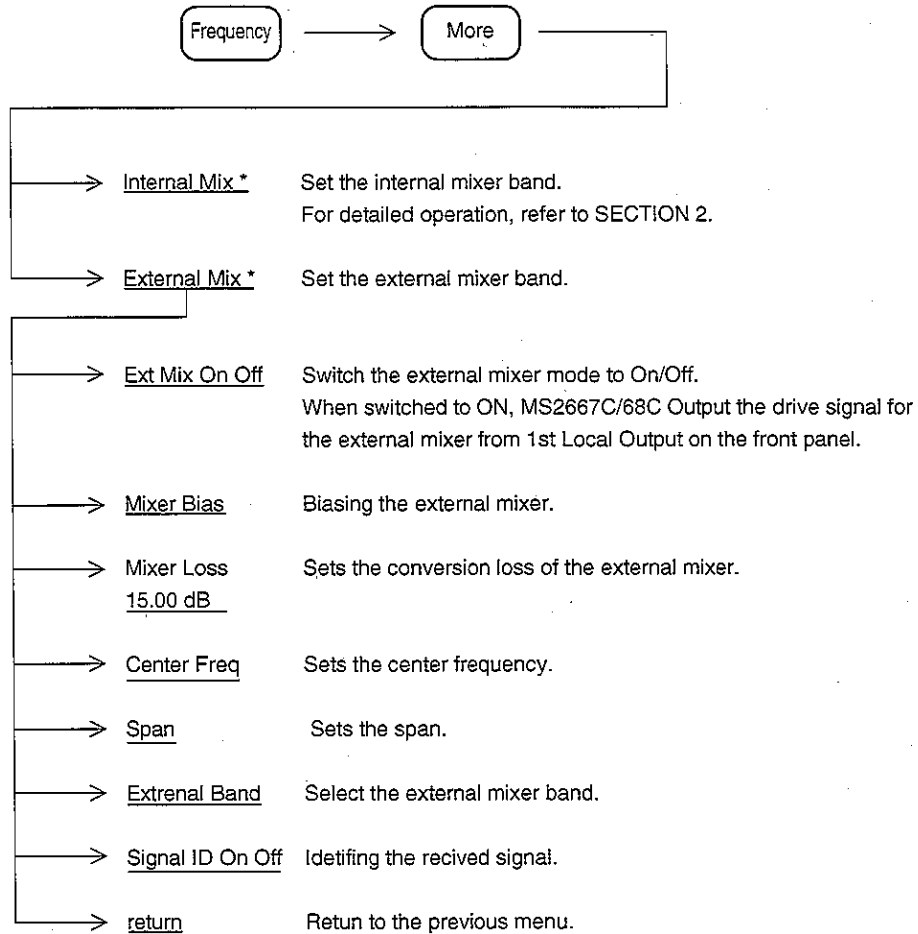 Frequency More
Internal Mix * Set the internal mixer band.
For detailed operation, refer to SECTION 2.
External Mix * Set the external mixer band.
Ext Mix On Off Switch the external mixer mode to On/Off.
When switched to ON, MS2667C/68C Output the drive signal for
the external mixer from 1st Local Output on the front panel.
Mixer Bias Biasing the external mixer.
Mixer Loss Sets the conversion loss of the external mixer.
15.00 dB
Center Freq Sets the center frequency.
Span Sets the span.
Extrenal Band Select the external mixer band.
Signal ID On Off Idetifing the recived signal.
return Retun to the previous menu.